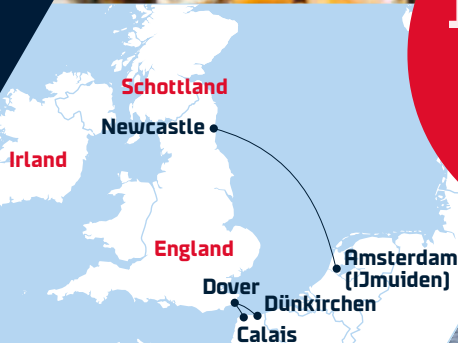 Schottland
Newcastle
Irland
England
Amsterdam
(IJmuiden)
Dover
Dünkirchen
Calais